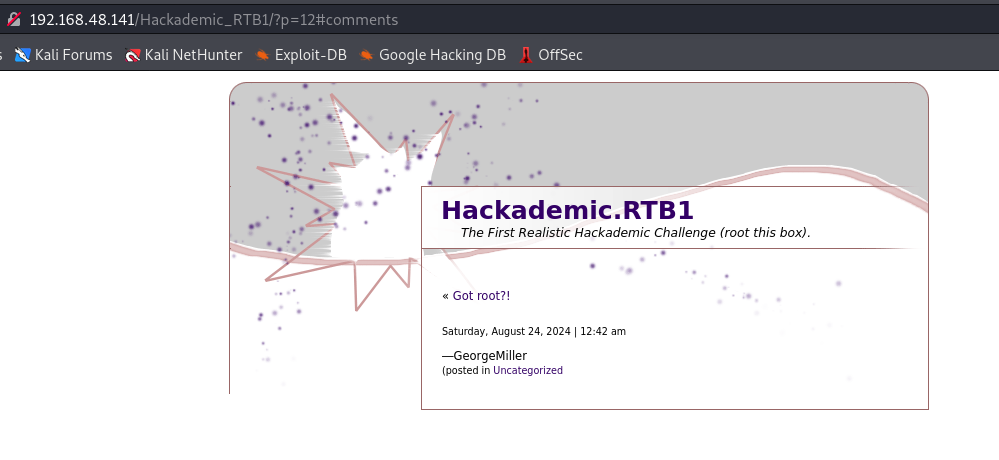 192.168.48.141/Hackademic_RTB1/?p=12#comments
s Kali Forums Kali NetHunter Exploit-DB Google Hacking DB OffSec
Hackademic.RTB1
The First Realistic Hackademic Challenge (root this box).
« Got root?!
Saturday, August 24, 2024 | 12:42 am
—GeorgeMiller
(posted in Uncategorized